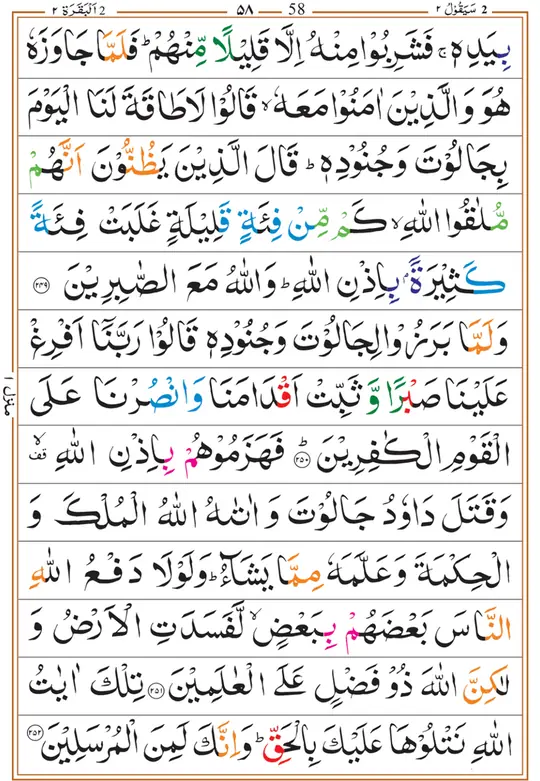 2 سَيَقُوْلُ ٢ 58 ٥٨ 2 اَلْبَقَرَة ٢
بِيَدِهٖ ۚ فَشَرِبُوْا مِنْهُ اِلَّا قَلِيْلًا مِّنْهُمْ ؕ فَلَمَّا جَاوَزَهٗ
هُوَ وَالَّذِيْنَ اٰمَنُوْا مَعَهٗ ۙ قَالُوْا لَا طَاقَةَ لَنَا الْيَوْمَ
بِجَالُوْتَ وَجُنُوْدِهٖ ؕ قَالَ الَّذِيْنَ يَظُنُّوْنَ اَنَّهُمْ
مُّلٰقُوا اللّٰهِ ۙ كَمْ مِّنْ فِئَةٍ قَلِيْلَةٍ غَلَبَتْ فِئَةً
كَثِيْرَةًۢ بِاِذْنِ اللّٰهِ ؕ وَاللّٰهُ مَعَ الصّٰبِرِيْنَ ٢٤٩
وَلَمَّا بَرَزُوْا لِجَالُوْتَ وَجُنُوْدِهٖ قَالُوْا رَبَّنَاۤ اَفْرِغْ
عَلَيْنَا صَبْرًا وَّ ثَبِّتْ اَقْدَامَنَا وَانْصُرْنَا عَلَى
الْقَوْمِ الْكٰفِرِيْنَ ؕ ٢٥٠ فَهَزَمُوْهُمْ بِاِذْنِ اللّٰهِ ۙ قف
وَقَتَلَ دَاوٗدُ جَالُوْتَ وَ اٰتٰىهُ اللّٰهُ الْمُلْكَ وَ
الْحِكْمَةَ وَعَلَّمَهٗ مِمَّا يَشَآءُ ؕ وَلَوْلَا دَفْعُ اللّٰهِ
النَّاسَ بَعْضَهُمْ بِبَعْضٍ ۙ لَّفَسَدَتِ الْاَرْضُ وَ
لٰكِنَّ اللّٰهَ ذُوْ فَضْلٍ عَلَى الْعٰلَمِيْنَ ٢٥١ تِلْكَ اٰيٰتُ
اللّٰهِ نَتْلُوْهَا عَلَيْكَ بِالْحَقِّ ؕ وَاِنَّكَ لَمِنَ الْمُرْسَلِيْنَ ٢٥٢
منزل ١